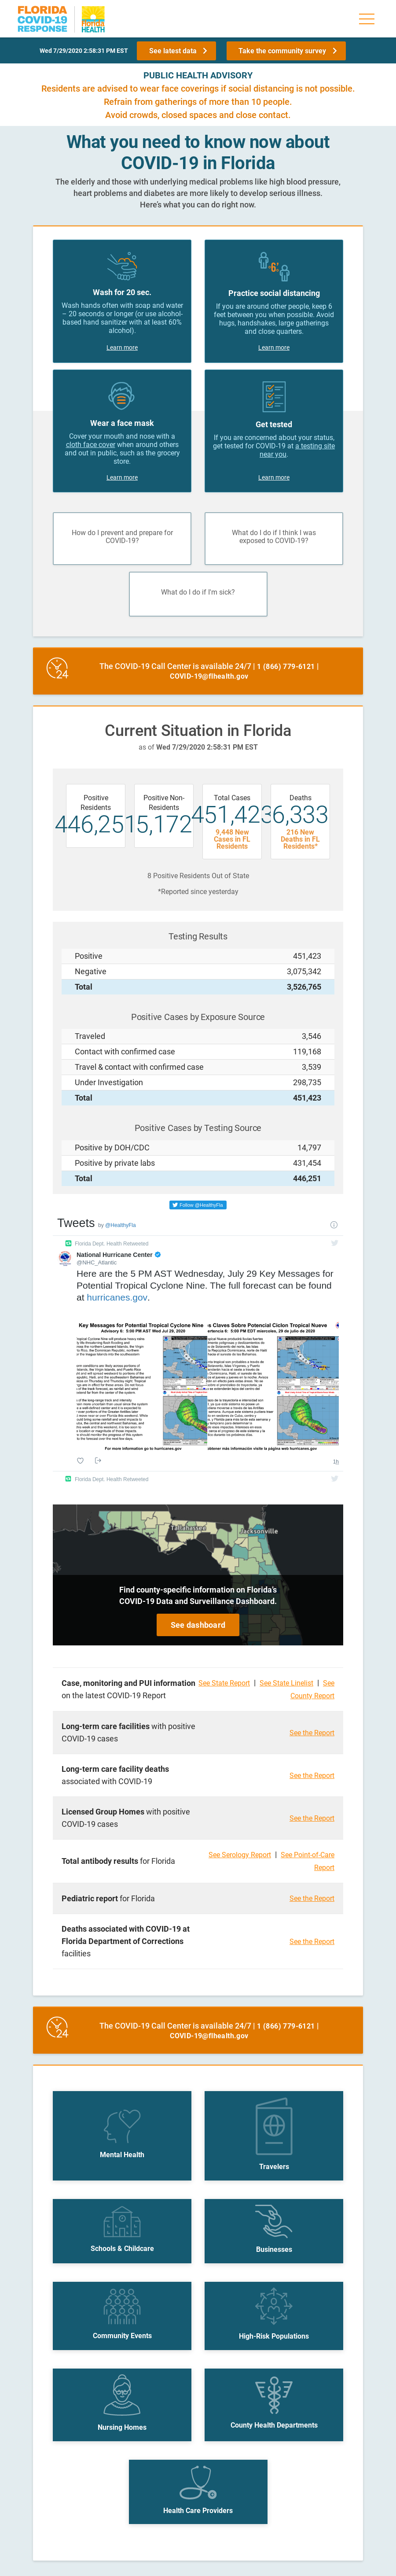 FLORIDA
COVID-19
RESPONSE
Florida
HEALTH
Wed 7/29/2020 2:58:31 PM EST
See latest data
Take the community survey
PUBLIC HEALTH ADVISORY
Residents are advised to wear face coverings if social distancing is not possible.
Refrain from gatherings of more than 10 people.
Avoid crowds, closed spaces and close contact.
What you need to know now about
COVID-19 in Florida
The elderly and those with underlying medical problems like high blood pressure,
heart problems and diabetes are more likely to develop serious illness.
Here's what you can do right now.
Wash for 20 sec.
Wash hands often with soap and water
– 20 seconds or longer (or use alcohol-
based hand sanitizer with at least 60%
alcohol).
Learn more
6'
Practice social distancing
If you are around other people, keep 6
feet between you when possible. Avoid
hugs, handshakes, large gatherings
and close quarters.
Learn more
Wear a face mask
Cover your mouth and nose with a
cloth face cover when around others
and out in public, such as the grocery
store.
Learn more
Get tested
If you are concerned about your status,
get tested for COVID-19 at a testing site
near you.
Learn more
How do I prevent and prepare for
COVID-19?
What do I do if I think I was
exposed to COVID-19?
What do I do if I'm sick?
24
The COVID-19 Call Center is available 24/7 | 1 (866) 779-6121 |
COVID-19@flhealth.gov
Current Situation in Florida
as of Wed 7/29/2020 2:58:31 PM EST
Positive
Residents
446,251
Positive Non-
Residents
5,172
Total Cases
451,423
9,448 New
Cases in FL
Residents
Deaths
6,333
216 New
Deaths in FL
Residents*
8 Positive Residents Out of State
*Reported since yesterday
Testing Results
Positive 451,423
Negative 3,075,342
Total 3,526,765
Positive Cases by Exposure Source
Traveled 3,546
Contact with confirmed case 119,168
Travel & contact with confirmed case 3,539
Under Investigation 298,735
Total 451,423
Positive Cases by Testing Source
Positive by DOH/CDC 14,797
Positive by private labs 431,454
Total 446,251
Follow @HealthyFla
Tweets by @HealthyFla
Florida Dept. Health Retweeted
National Hurricane Center
@NHC_Atlantic
Here are the 5 PM AST Wednesday, July 29 Key Messages for
Potential Tropical Cyclone Nine. The full forecast can be found
at hurricanes.gov.
Key Messages for Potential Tropical Cyclone Nine
Advisory 6: 5:00 PM AST Wed Jul 29, 2020
s Claves Sobre Potencial Ciclon Tropical Nueve
For more information go to hurricanes.gov
1h
Florida Dept. Health Retweeted
Tallahassee
Jacksonville
Find county-specific information on Florida's
COVID-19 Data and Surveillance Dashboard.
See dashboard
Case, monitoring and PUI information
on the latest COVID-19 Report
See State Report | See State Linelist | See
County Report
Long-term care facilities with positive
COVID-19 cases
See the Report
Long-term care facility deaths
associated with COVID-19
See the Report
Licensed Group Homes with positive
COVID-19 cases
See the Report
Total antibody results for Florida
See Serology Report | See Point-of-Care
Report
Pediatric report for Florida
See the Report
Deaths associated with COVID-19 at
Florida Department of Corrections
facilities
See the Report
24
The COVID-19 Call Center is available 24/7 | 1 (866) 779-6121 |
COVID-19@flhealth.gov
Mental Health
Travelers
Schools & Childcare
Businesses
Community Events
High-Risk Populations
Nursing Homes
County Health Departments
Health Care Providers